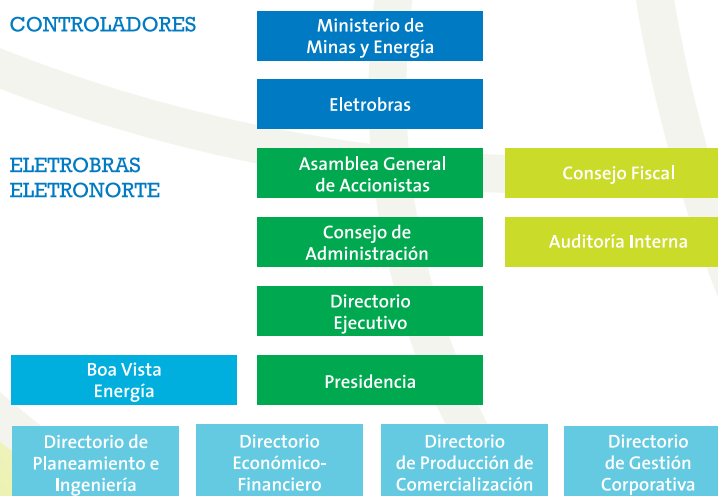 CONTROLADORES
Ministerio de
Minas y Energía
Eletrobras
ELETROBRAS
ELETRONORTE
Asamblea General
de Accionistas
Consejo Fiscal
Consejo de
Administración
Auditoría Interna
Directorio
Ejecutivo
Boa Vista
Energía
Presidencia
Directorio de
Planeamiento e
Ingeniería
Directorio
Económico-
Financiero
Directorio
de Producción de
Comercialización
Directorio
de Gestión
Corporativa